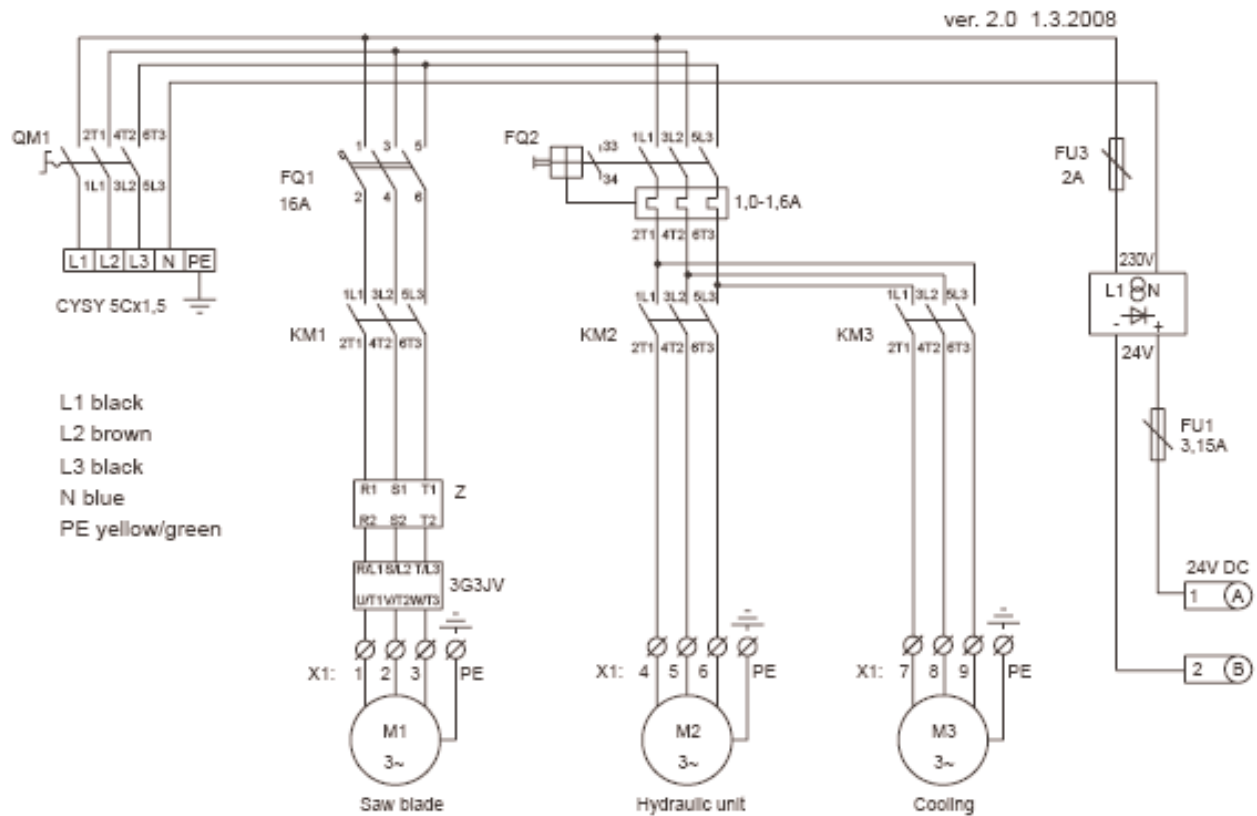 ver. 2.0 1.3.2008
QM1
2T1 4T2 6T3
1L1 3L2 5L3
L1 L2 L3 N PE
CYSY 5Cx1,5
L1 black
L2 brown
L3 black
N blue
PE yellow/green
FQ1
16A
1 3 5
2 4 6
KM1
1L1 3L2 5L3
2T1 4T2 6T3
R1 S1 T1
Z
R2 S2 T2
R/L1 S/L2 T/L3
3G3JV
U/T1 V/T2 W/T3
X1: 1 2 3 PE
M1
3~
Saw blade
FQ2
33
34
1L1 3L2 5L3
1,0-1,6A
2T1 4T2 6T3
KM2
1L1 3L2 5L3
2T1 4T2 6T3
X1: 4 5 6 PE
M2
3~
Hydraulic unit
KM3
1L1 3L2 5L3
2T1 4T2 6T3
X1: 7 8 9 PE
M3
3~
Cooling
FU3
2A
230V
L1 N
- +
24V
FU1
3,15A
24V DC
1 A
2 B